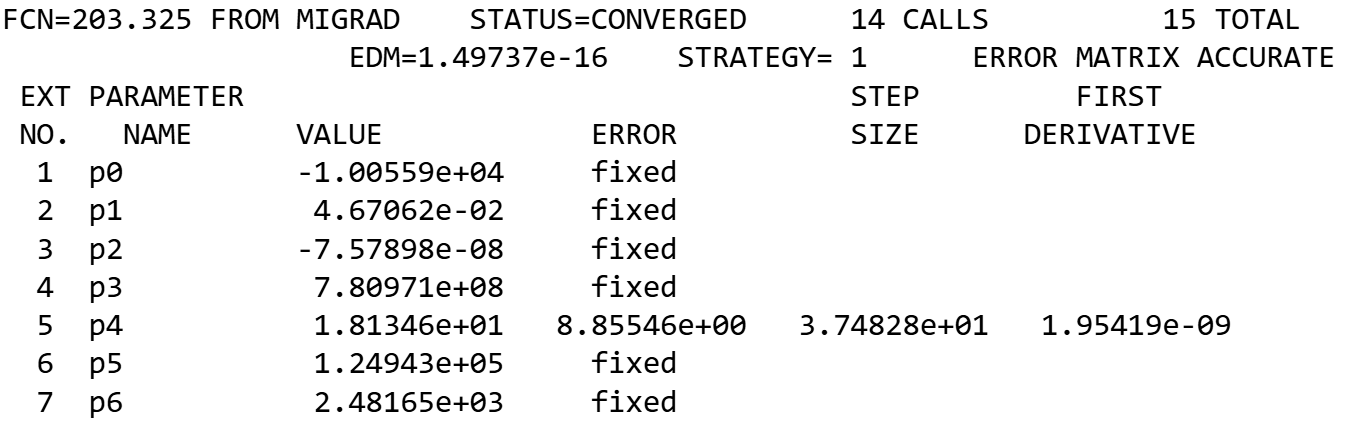 FCN=203.325 FROM MIGRAD    STATUS=CONVERGED      14 CALLS          15 TOTAL
                    EDM=1.49737e-16    STRATEGY= 1      ERROR MATRIX ACCURATE
 EXT PARAMETER                                   STEP         FIRST
 NO.   NAME      VALUE            ERROR          SIZE      DERIVATIVE
  1  p0          -1.00559e+04     fixed
  2  p1           4.67062e-02     fixed
  3  p2          -7.57898e-08     fixed
  4  p3           7.80971e+08     fixed
  5  p4           1.81346e+01   8.85546e+00   3.74828e+01   1.95419e-09
  6  p5           1.24943e+05     fixed
  7  p6           2.48165e+03     fixed